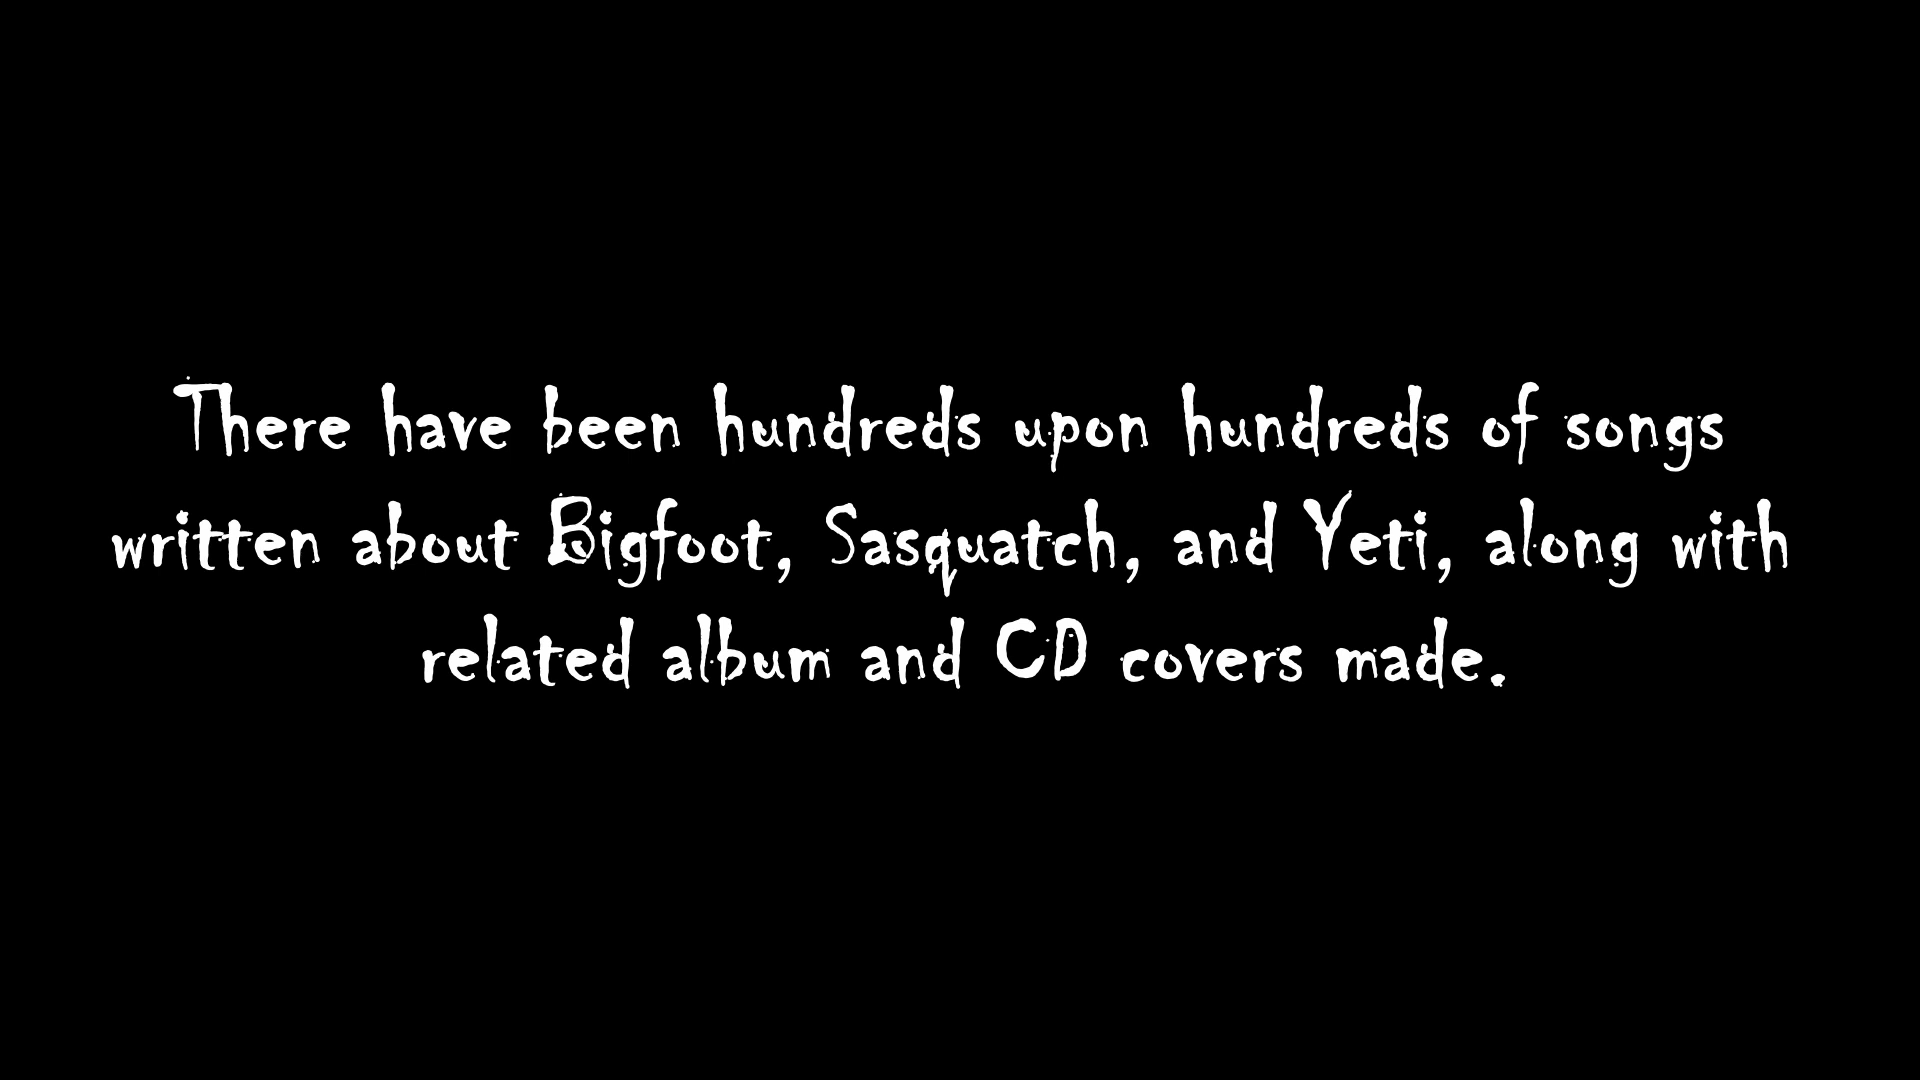 There have been hundreds upon hundreds of songs
written about Bigfoot, Sasquatch, and Yeti, along with
related album and CD covers made.